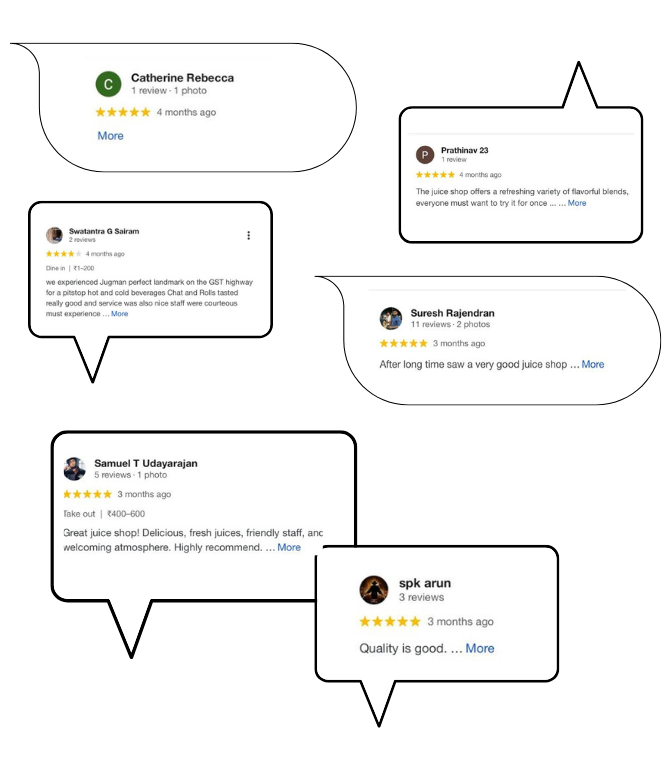 C
Catherine Rebecca
1 review · 1 photo
★★★★★ 4 months ago
More
P
Prathinav 23
1 review
★★★★★ 4 months ago
The juice shop offers a refreshing variety of flavorful blends,
everyone must want to try it for once ... ... More
Swatantra G Sairam
2 reviews
★★★★★ 4 months ago
Dine in | ₹1–200
we experienced Jugman perfect landmark on the GST highway
for a pitstop hot and cold beverages Chat and Rolls tasted
really good and service was also nice staff were courteous
must experience ... More
Suresh Rajendran
11 reviews · 2 photos
★★★★★ 3 months ago
After long time saw a very good juice shop ... More
Samuel T Udayarajan
5 reviews · 1 photo
★★★★★ 3 months ago
Take out | ₹400–600
Great juice shop! Delicious, fresh juices, friendly staff, and
welcoming atmosphere. Highly recommend. ... More
spk arun
3 reviews
★★★★★ 3 months ago
Quality is good. ... More